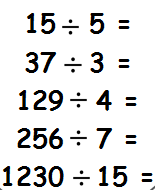 15 ÷ 5 =
37 ÷ 3 =
129 ÷ 4 =
256 ÷ 7 =
1230 ÷ 15 =